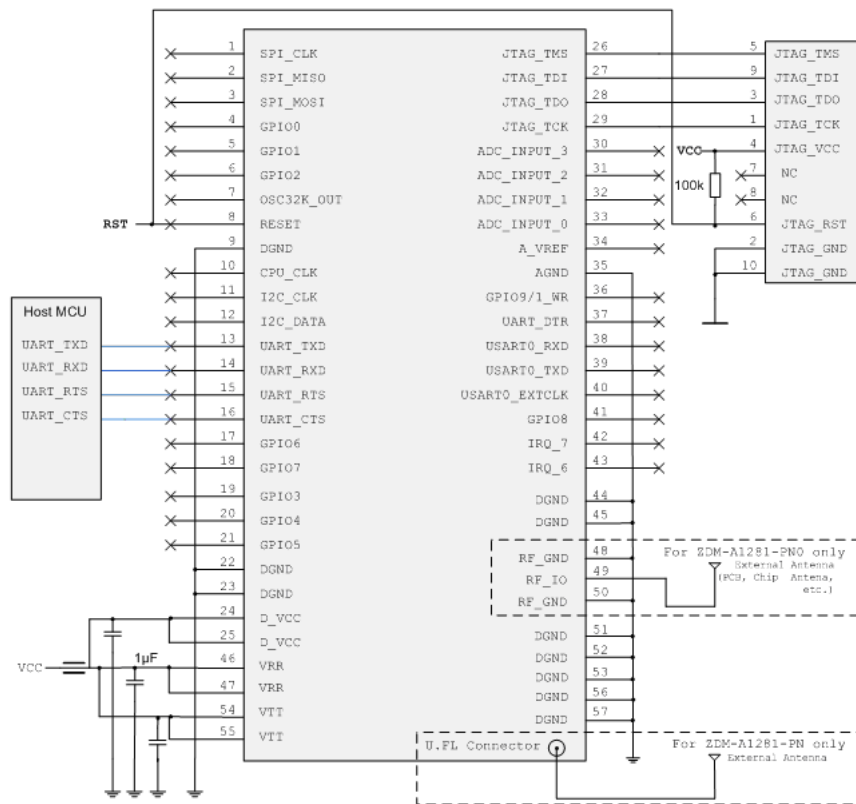 1 SPI_CLK JTAG_TMS 26 5 JTAG_TMS
2 SPI_MISO JTAG_TDI 27 9 JTAG_TDI
3 SPI_MOSI JTAG_TDO 28 3 JTAG_TDO
4 GPIO0 JTAG_TCK 29 1 JTAG_TCK
5 GPIO1 ADC_INPUT_3 30 VCC 4 JTAG_VCC
6 GPIO2 ADC_INPUT_2 31 7 NC
100k
7 OSC32K_OUT ADC_INPUT_1 32 8 NC
RST 8 RESET ADC_INPUT_0 33 6 JTAG_RST
9 DGND A_VREF 34 2 JTAG_GND
10 CPU_CLK AGND 35 10 JTAG_GND
11 I2C_CLK GPIO9/1_WR 36
Host MCU
12 I2C_DATA UART_DTR 37
UART_TXD 13 UART_TXD USART0_RXD 38
UART_RXD 14 UART_RXD USART0_TXD 39
UART_RTS 15 UART_RTS USART0_EXTCLK 40
UART_CTS 16 UART_CTS GPIO8 41
17 GPIO6 IRQ_7 42
18 GPIO7 IRQ_6 43
19 GPIO3 DGND 44
20 GPIO4 DGND 45
21 GPIO5 RF_GND 48 For ZDM-A1281-PN0 only
External Antenna
22 DGND RF_IO 49 (PCB, Chip Antena,
etc.)
23 DGND RF_GND 50
24 D_VCC
25 D_VCC DGND 51
VCC 1µF 46 VRR DGND 52
47 VRR DGND 53
54 VTT DGND 56
55 VTT DGND 57
U.FL Connector For ZDM-A1281-PN only
External Antenna